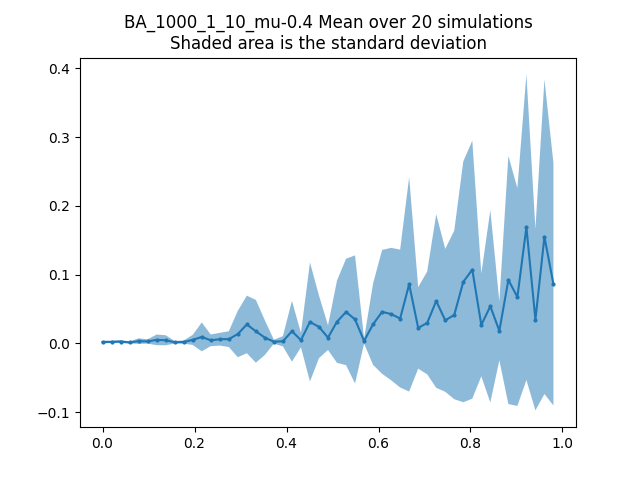 BA_1000_1_10_mu-0.4 Mean over 20 simulations
Shaded area is the standard deviation
0.4
0.3
0.2
0.1
0.0
−0.1
0.0 0.2 0.4 0.6 0.8 1.0